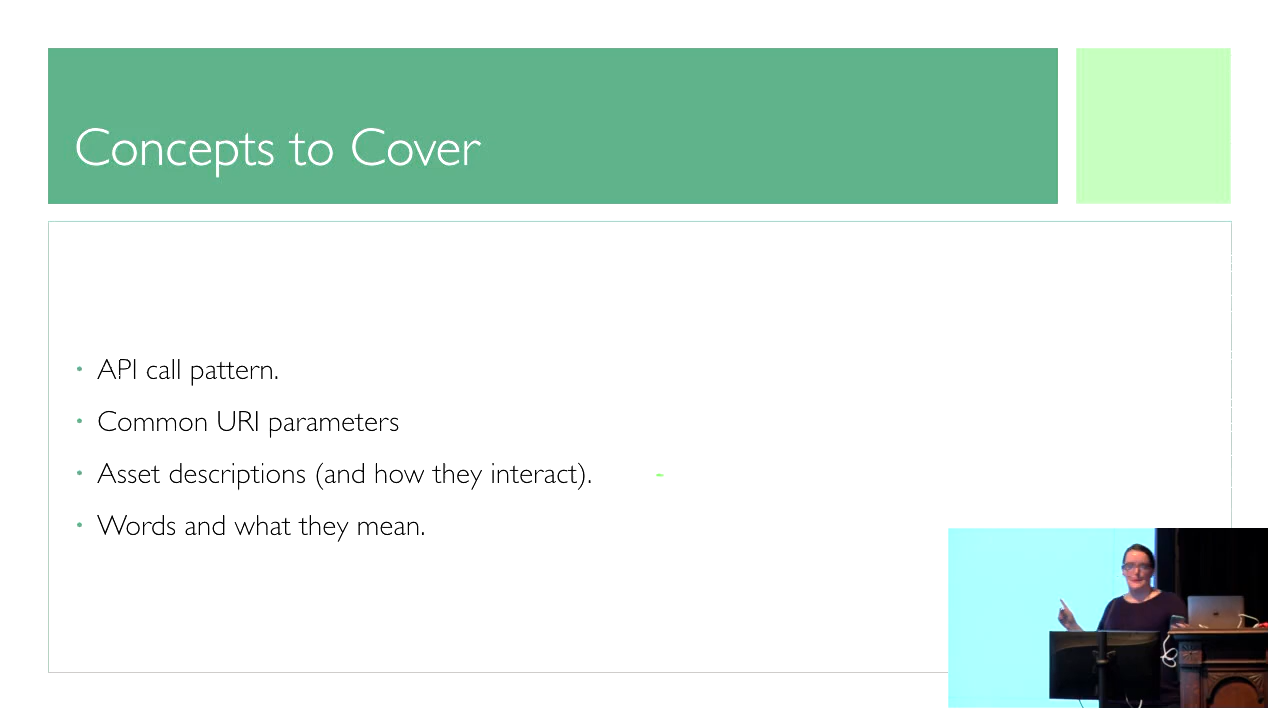 Concepts to Cover
• API call pattern.
• Common URI parameters
• Asset descriptions (and how they interact).
• Words and what they mean.